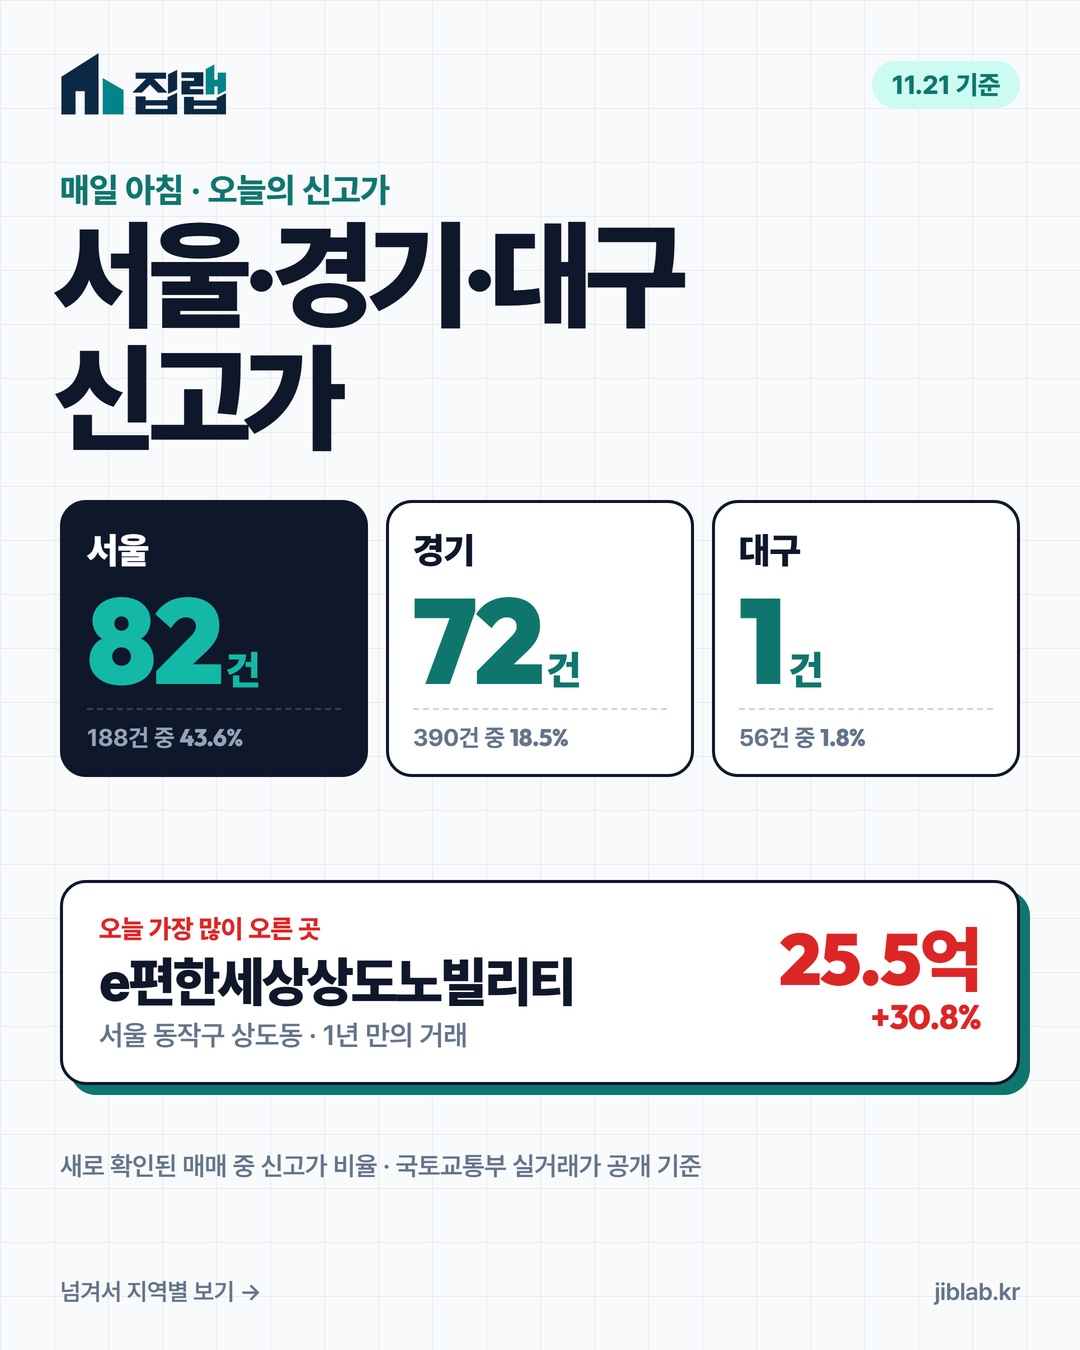 집랩
11.21 기준
매일 아침 · 오늘의 신고가
서울·경기·대구
신고가
서울
82건
188건 중 43.6%
경기
72건
390건 중 18.5%
대구
1건
56건 중 1.8%
오늘 가장 많이 오른 곳
e편한세상상도노빌리티
서울 동작구 상도동 · 1년 만의 거래
25.5억
+30.8%
새로 확인된 매매 중 신고가 비율 · 국토교통부 실거래가 공개 기준
넘겨서 지역별 보기 →
jiblab.kr